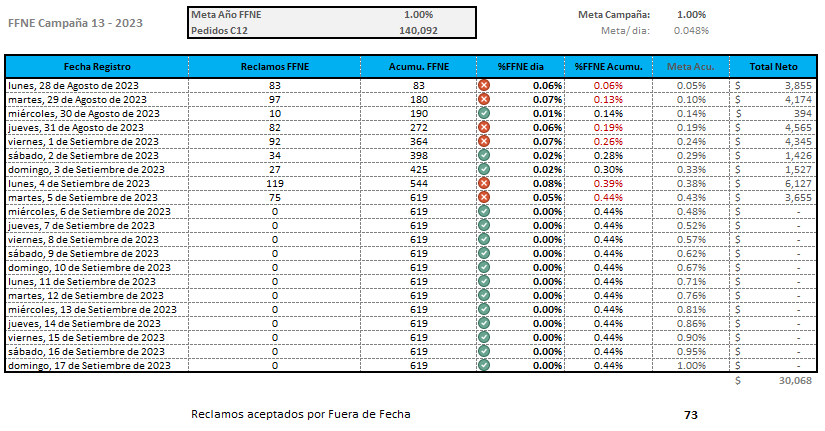 FFNE Campaña 13 - 2023
Meta Año FFNE 1.00%
Pedidos C12 140,092
Meta Campaña: 1.00%
Meta/ dia: 0.048%
Fecha Registro Reclamos FFNE Acumu. FFNE %FFNE dia %FFNE Acumu. Meta Acu. Total Neto
lunes, 28 de Agosto de 2023 83 83 0.06% 0.06% 0.05% $ 3,855
martes, 29 de Agosto de 2023 97 180 0.07% 0.13% 0.10% $ 4,174
miércoles, 30 de Agosto de 2023 10 190 0.01% 0.14% 0.14% $ 394
jueves, 31 de Agosto de 2023 82 272 0.06% 0.19% 0.19% $ 4,565
viernes, 1 de Setiembre de 2023 92 364 0.07% 0.26% 0.24% $ 4,345
sábado, 2 de Setiembre de 2023 34 398 0.02% 0.28% 0.29% $ 1,426
domingo, 3 de Setiembre de 2023 27 425 0.02% 0.30% 0.33% $ 1,527
lunes, 4 de Setiembre de 2023 119 544 0.08% 0.39% 0.38% $ 6,127
martes, 5 de Setiembre de 2023 75 619 0.05% 0.44% 0.43% $ 3,655
miércoles, 6 de Setiembre de 2023 0 619 0.00% 0.44% 0.48% $ -
jueves, 7 de Setiembre de 2023 0 619 0.00% 0.44% 0.52% $ -
viernes, 8 de Setiembre de 2023 0 619 0.00% 0.44% 0.57% $ -
sábado, 9 de Setiembre de 2023 0 619 0.00% 0.44% 0.62% $ -
domingo, 10 de Setiembre de 2023 0 619 0.00% 0.44% 0.67% $ -
lunes, 11 de Setiembre de 2023 0 619 0.00% 0.44% 0.71% $ -
martes, 12 de Setiembre de 2023 0 619 0.00% 0.44% 0.76% $ -
miércoles, 13 de Setiembre de 2023 0 619 0.00% 0.44% 0.81% $ -
jueves, 14 de Setiembre de 2023 0 619 0.00% 0.44% 0.86% $ -
viernes, 15 de Setiembre de 2023 0 619 0.00% 0.44% 0.90% $ -
sábado, 16 de Setiembre de 2023 0 619 0.00% 0.44% 0.95% $ -
domingo, 17 de Setiembre de 2023 0 619 0.00% 0.44% 1.00% $ -
$ 30,068
Reclamos aceptados por Fuera de Fecha 73